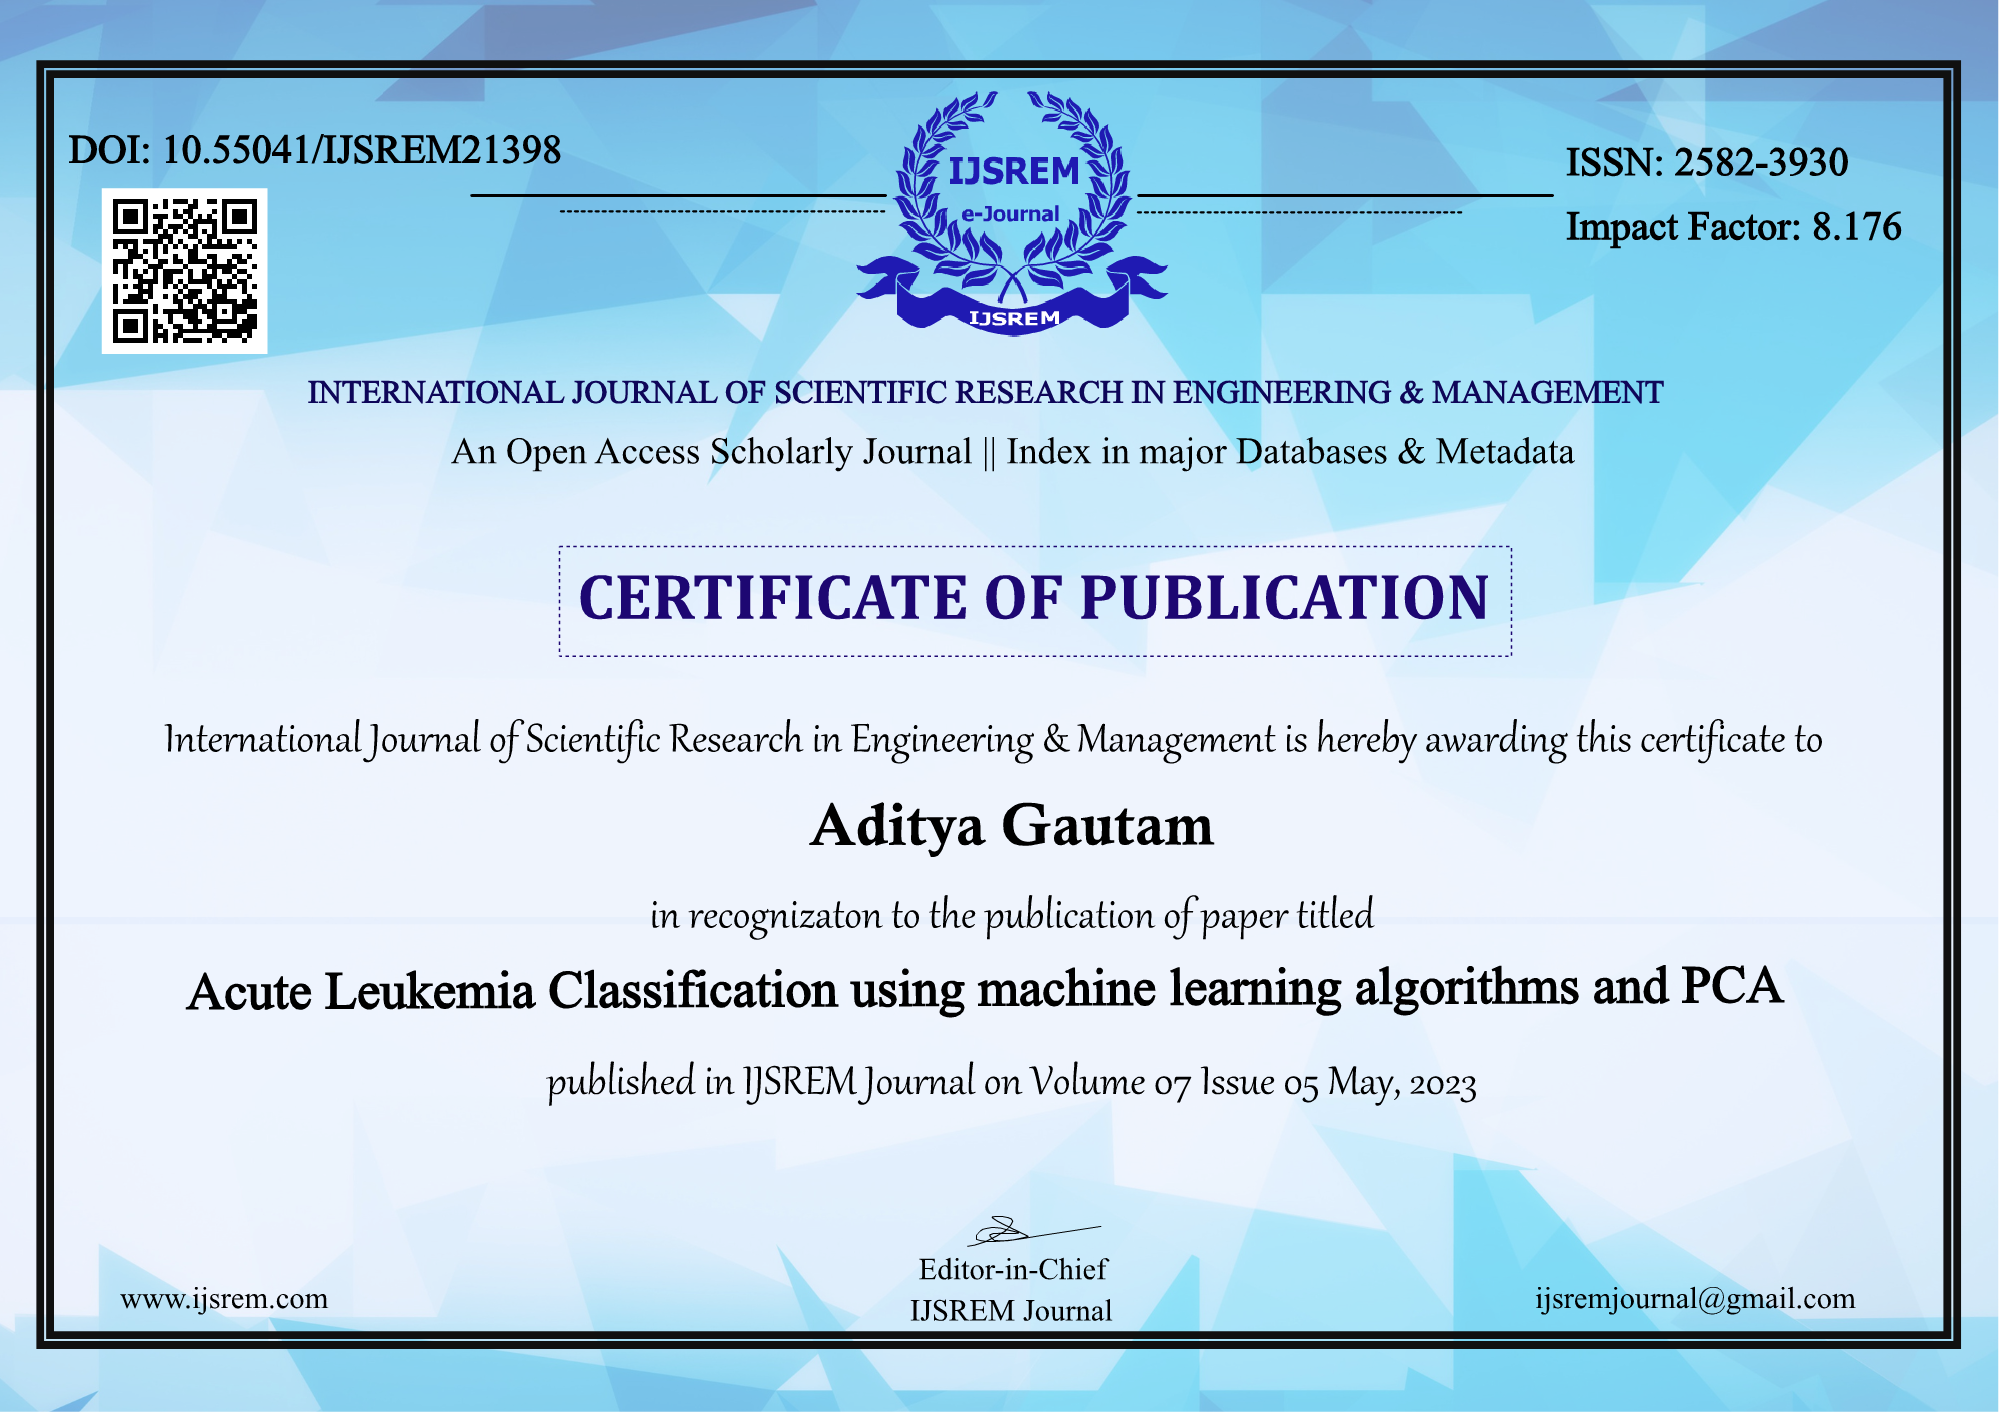 DOI: 10.55041/IJSREM21398
IJSREM
e-Journal
IJSREM
ISSN: 2582-3930
Impact Factor: 8.176
INTERNATIONAL JOURNAL OF SCIENTIFIC RESEARCH IN ENGINEERING & MANAGEMENT
An Open Access Scholarly Journal || Index in major Databases & Metadata
CERTIFICATE OF PUBLICATION
International Journal of Scientific Research in Engineering & Management is hereby awarding this certificate to
Aditya Gautam
in recognizaton to the publication of paper titled
Acute Leukemia Classification using machine learning algorithms and PCA
published in IJSREM Journal on Volume 07 Issue 05 May, 2023
Editor-in-Chief
IJSREM Journal
www.ijsrem.com
ijsremjournal@gmail.com